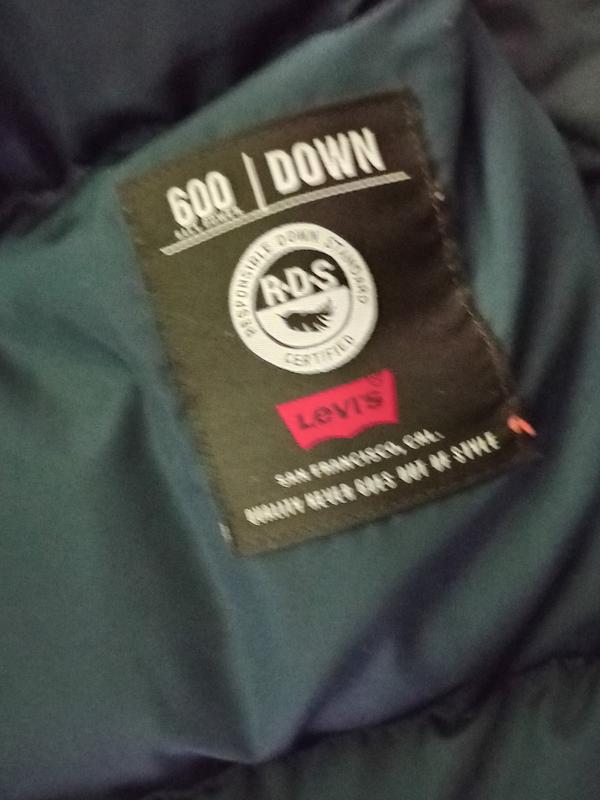 600 | DOWN
FILL POWER
RESPONSIBLE DOWN STANDARD
R·D·S
CERTIFIED
Levi's®
SAN FRANCISCO, CAL.
QUALITY NEVER GOES OUT OF STYLE